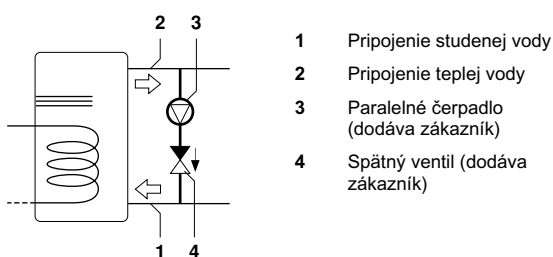 2 3
1 4
1 Pripojenie studenej vody
2 Pripojenie teplej vody
3 Paralelné čerpadlo
(dodáva zákazník)
4 Spätný ventil (dodáva
zákazník)